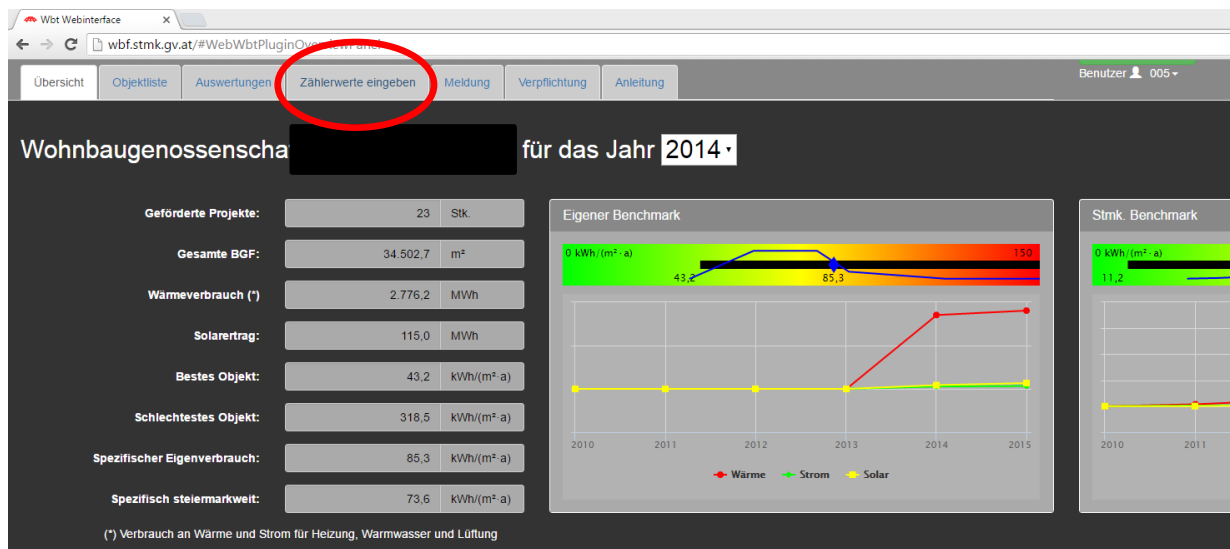 Wbt Webinterface
wbf.stmk.gv.at/#WebWbtPluginOverviewPanel
Übersicht Objektliste Auswertungen Zählerwerte eingeben Meldung Verpflichtung Anleitung Benutzer 005
für das Jahr 2014
Geförderte Projekte: 23 Stk.
Gesamte BGF: 34.502,7 m²
Wärmeverbrauch (*) 2.776,2 MWh
Solarertrag: 115,0 MWh
Bestes Objekt: 43,2 kWh/(m²·a)
Schlechtestes Objekt: 318,5 kWh/(m²·a)
Spezifischer Eigenverbrauch: 85,3 kWh/(m²·a)
Spezifisch steiermarkweit: 73,6 kWh/(m²·a)
(*) Verbrauch an Wärme und Strom für Heizung, Warmwasser und Lüftung
Eigener Benchmark
0 kWh/(m²·a) 150
43,2 85,3
2010 2011 2012 2013 2014 2015
Wärme Strom Solar
Stmk. Benchmark
0 kWh/(m²·a)
11,2
2010 2011